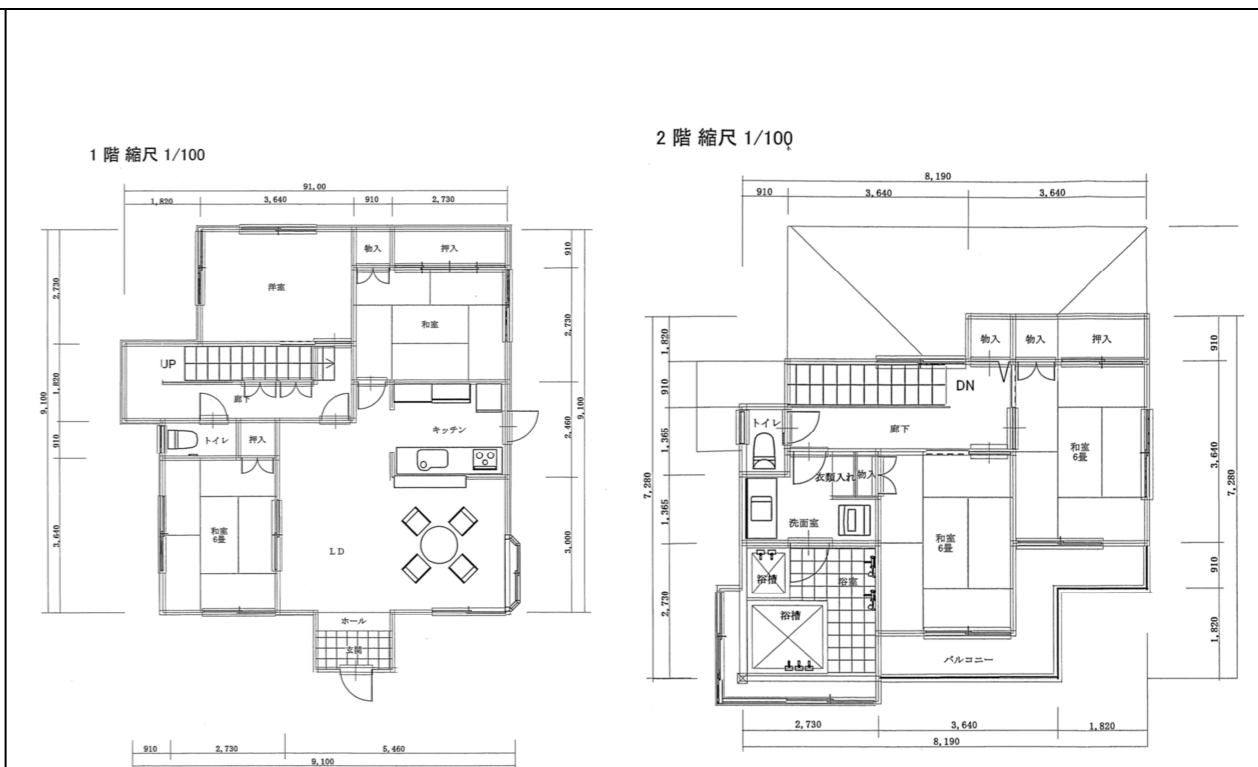 1 階 縮尺 1/100
91,00
1,820
3,640
910
2,730
物入
押入
910
2,730
洋室
和室
2,730
UP
1,820
9,100
9,100
廊下
トイレ
押入
キッチン
2,460
910
和室
6畳
LD
3,640
3,000
ホール
玄関
910
2,730
5,460
9,100
2 階 縮尺 1/100
8,190
910
3,640
3,640
1,820
物入
物入
押入
910
910
DN
トイレ
廊下
1,365
和室
6畳
3,640
7,280
7,280
衣類入れ
物入
1,365
洗面室
和室
6畳
浴槽
浴室
910
2,730
浴槽
1,820
バルコニー
2,730
3,640
1,820
8,190